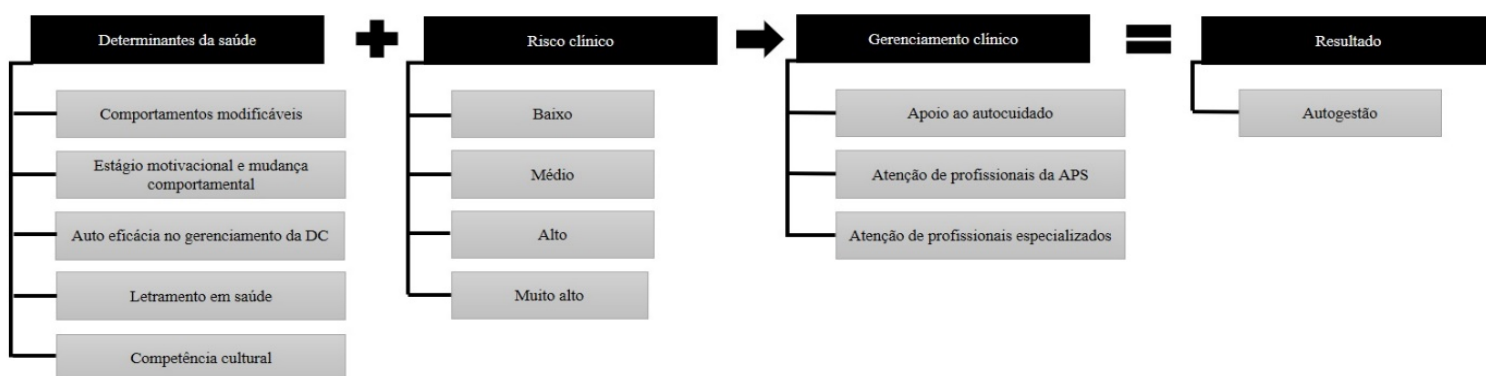 Determinantes da saúde
Comportamentos modificáveis
Estágio motivacional e mudança
comportamental
Auto eficácia no gerenciamento da DC
Letramento em saúde
Competência cultural
Risco clínico
Baixo
Médio
Alto
Muito alto
Gerenciamento clínico
Apoio ao autocuidado
Atenção de profissionais da APS
Atenção de profissionais especializados
Resultado
Autogestão